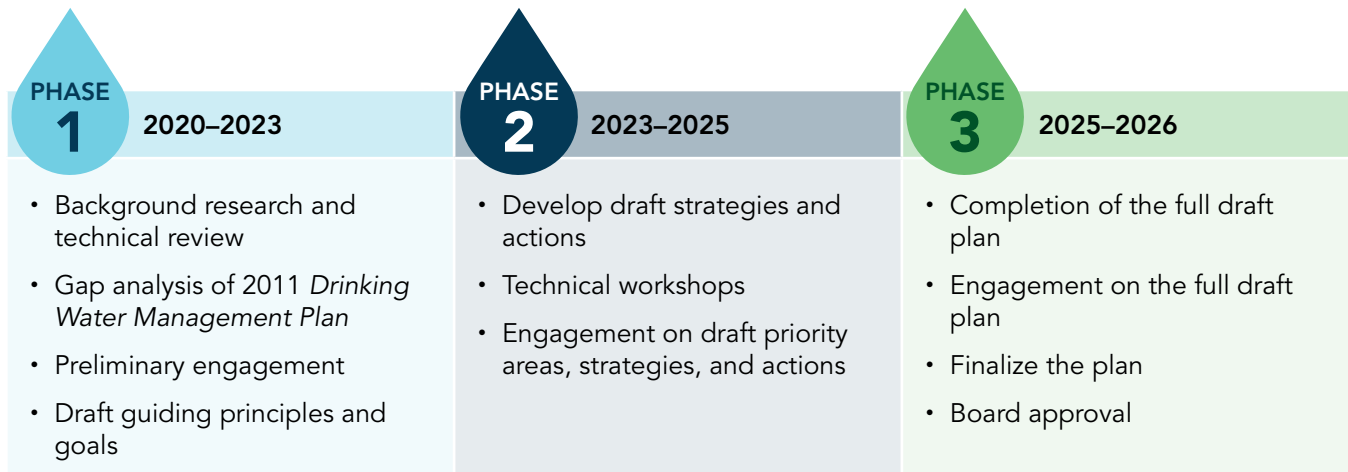 PHASE
1
2020–2023
• Background research and
technical review
• Gap analysis of 2011 Drinking
Water Management Plan
• Preliminary engagement
• Draft guiding principles and
goals
PHASE
2
2023–2025
• Develop draft strategies and
actions
• Technical workshops
• Engagement on draft priority
areas, strategies, and actions
PHASE
3
2025–2026
• Completion of the full draft
plan
• Engagement on the full draft
plan
• Finalize the plan
• Board approval